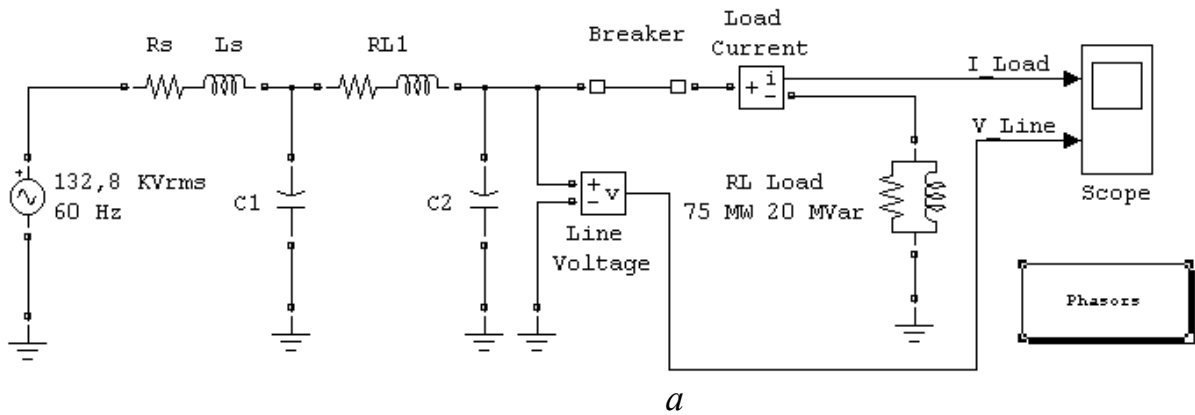 Rs
Ls
RL1
Breaker
Load
Current
I_Load
V_Line
Scope
132,8 KVrms
60 Hz
C1
C2
+
-
v
+
i
-
+
Line
Voltage
RL Load
75 MW 20 MVar
Phasors
a